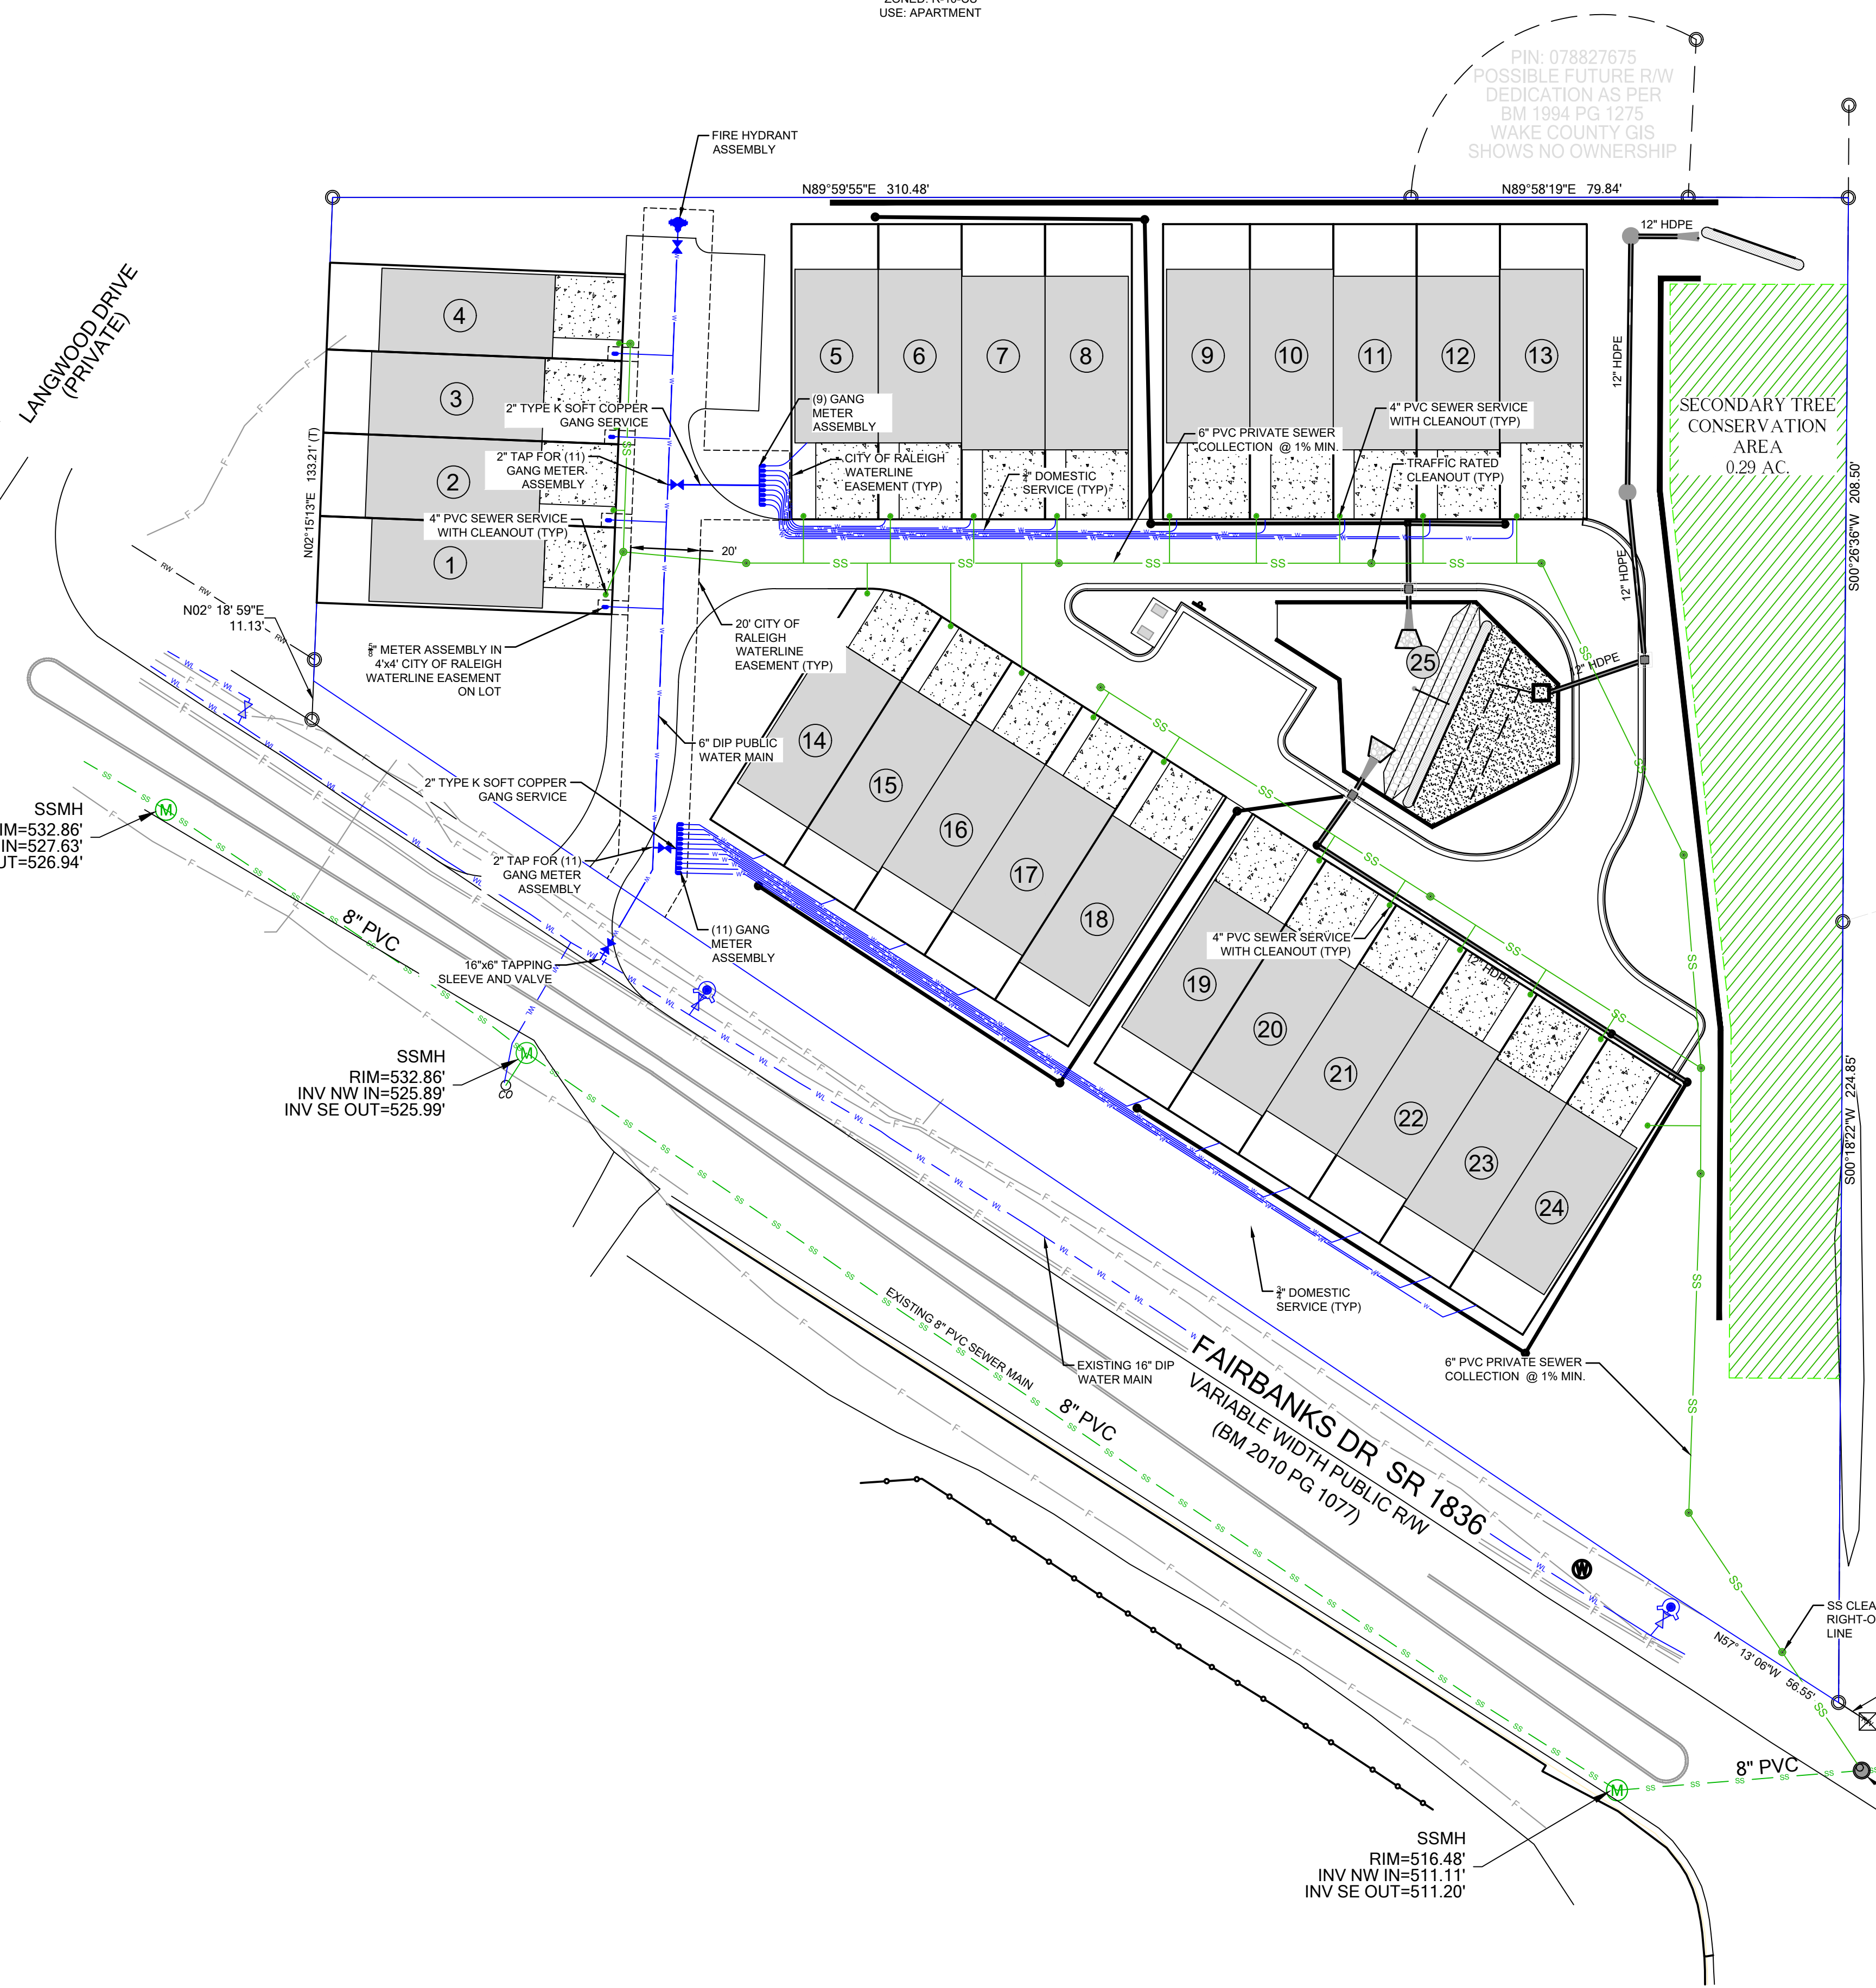 USE: APARTMENT
PIN: 078827675
POSSIBLE FUTURE R/W
DEDICATION AS PER
BM 1994 PG 1275
WAKE COUNTY GIS
SHOWS NO OWNERSHIP
FIRE HYDRANT
ASSEMBLY
N89°59'55"E 310.48'
N89°58'19"E 79.84'
12" HDPE
LANGWOOD DRIVE
(PRIVATE)
4
3
2
1
5
6
7
8
9
10
11
12
13
12" HDPE
SECONDARY TREE
CONSERVATION
AREA
0.29 AC.
S00°26'36"W 208.50'
2" TYPE K SOFT COPPER
GANG SERVICE
(9) GANG
METER
ASSEMBLY
2" TAP FOR (11)
GANG METER
ASSEMBLY
CITY OF RALEIGH
WATERLINE
EASEMENT (TYP)
3/4" DOMESTIC
SERVICE (TYP)
6" PVC PRIVATE SEWER
COLLECTION @ 1% MIN.
4" PVC SEWER SERVICE
WITH CLEANOUT (TYP)
TRAFFIC RATED
CLEANOUT (TYP)
4" PVC SEWER SERVICE
WITH CLEANOUT (TYP)
N02°15'13"E 133.21' (T)
20'
12" HDPE
N02° 18' 59"E
11.13'
5/8" METER ASSEMBLY IN
4'x4' CITY OF RALEIGH
WATERLINE EASEMENT
ON LOT
20' CITY OF
RALEIGH
WATERLINE
EASEMENT (TYP)
25
12" HDPE
6" DIP PUBLIC
WATER MAIN
14
15
16
17
18
2" TYPE K SOFT COPPER
GANG SERVICE
SSMH
IM=532.86'
IN=527.63'
UT=526.94'
2" TAP FOR (11)
GANG METER
ASSEMBLY
8" PVC
(11) GANG
METER
ASSEMBLY
16"x6" TAPPING
SLEEVE AND VALVE
4" PVC SEWER SERVICE
WITH CLEANOUT (TYP)
12" HDPE
19
20
21
22
23
24
SSMH
RIM=532.86'
INV NW IN=525.89'
INV SE OUT=525.99'
CO
S00°18'22"W 224.85'
3/4" DOMESTIC
SERVICE (TYP)
EXISTING 8" PVC SEWER MAIN
EXISTING 16" DIP
WATER MAIN
8" PVC
FAIRBANKS DR SR 1836
VARIABLE WIDTH PUBLIC R/W
(BM 2010 PG 1077)
6" PVC PRIVATE SEWER
COLLECTION @ 1% MIN.
W
SS CLEA
RIGHT-O
LINE
N57° 13' 06"W 56.55'
8" PVC
SSMH
RIM=516.48'
INV NW IN=511.11'
INV SE OUT=511.20'